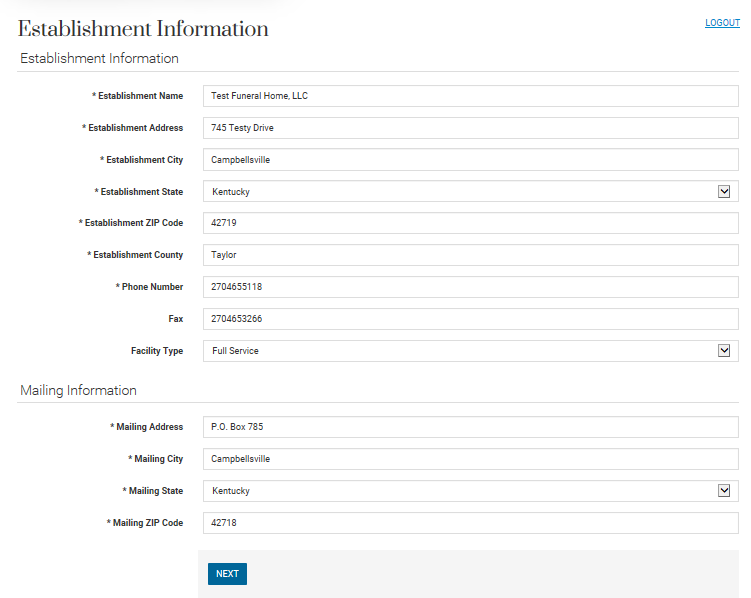 Establishment Information
LOGOUT
Establishment Information
* Establishment Name Test Funeral Home, LLC
* Establishment Address 745 Testy Drive
* Establishment City Campbellsville
* Establishment State Kentucky
* Establishment ZIP Code 42719
* Establishment County Taylor
* Phone Number 2704655118
Fax 2704653266
Facility Type Full Service
Mailing Information
* Mailing Address P.O. Box 785
* Mailing City Campbellsville
* Mailing State Kentucky
* Mailing ZIP Code 42718
NEXT